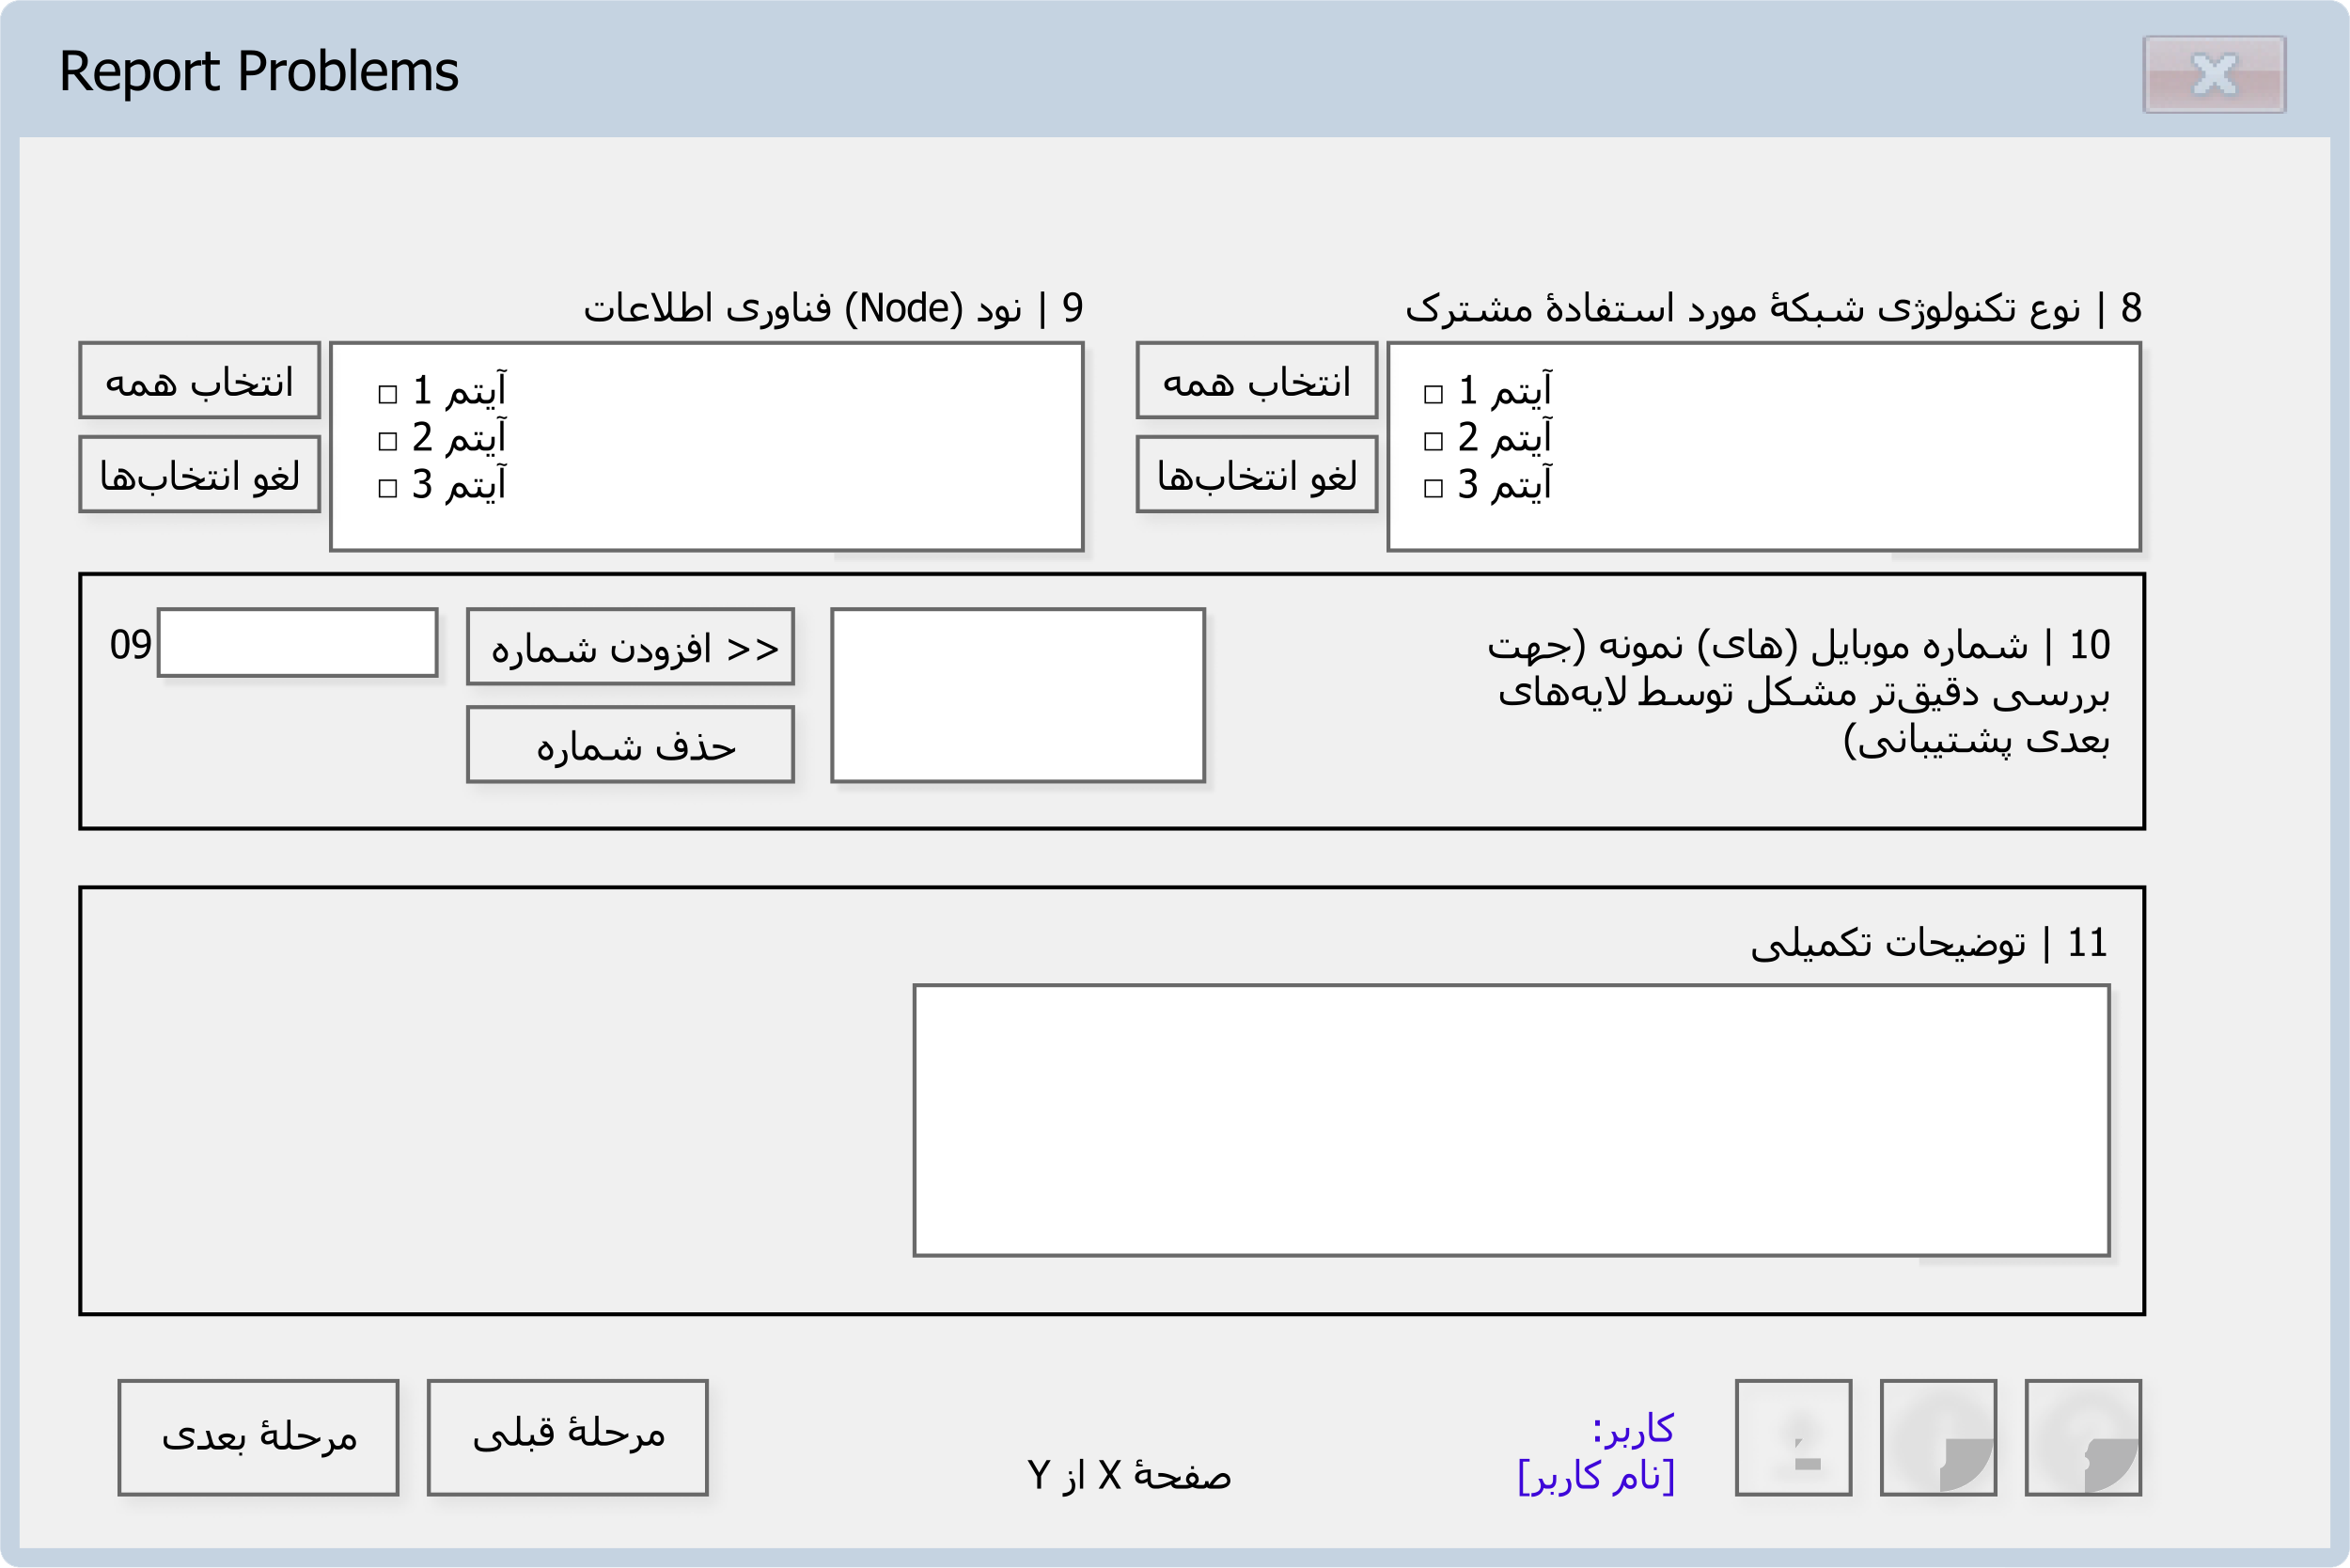 Report Problems
8 | نوع تکنولوژی شبکهٔ مورد استفادهٔ مشترک
آیتم 1
آیتم 2
آیتم 3
انتخاب همه
لغو انتخاب‌ها
9 | نود (Node) فناوری اطلاعات
آیتم 1
آیتم 2
آیتم 3
انتخاب همه
لغو انتخاب‌ها
10 | شماره موبایل (های) نمونه (جهت
بررسی دقیق‌تر مشکل توسط لایه‌های
بعدی پشتیبانی)
افزودن شماره >>
حذف شماره
09
11 | توضیحات تکمیلی
کاربر:
[نام کاربر]
صفحهٔ X از Y
مرحلهٔ قبلی
مرحلهٔ بعدی